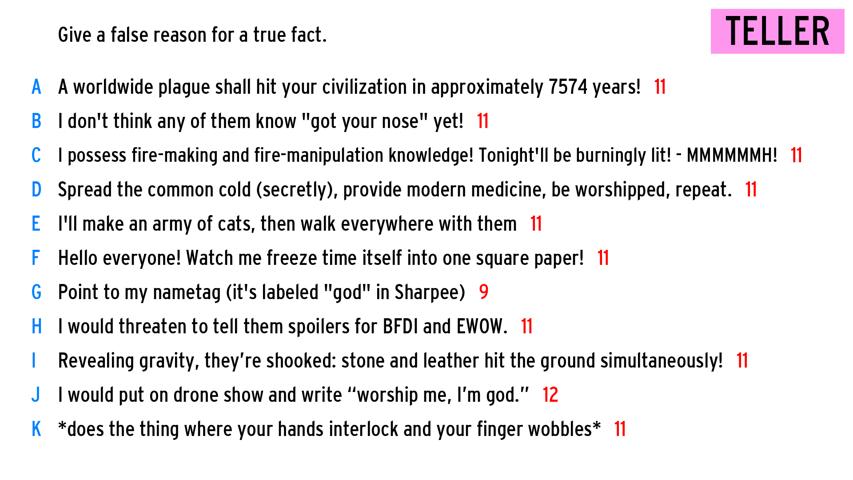 Give a false reason for a true fact.
TELLER
A A worldwide plague shall hit your civilization in approximately 7574 years! 11
B I don't think any of them know "got your nose" yet! 11
C I possess fire-making and fire-manipulation knowledge! Tonight'll be burningly lit! - MMMMMMH! 11
D Spread the common cold (secretly), provide modern medicine, be worshipped, repeat. 11
E I'll make an army of cats, then walk everywhere with them 11
F Hello everyone! Watch me freeze time itself into one square paper! 11
G Point to my nametag (it's labeled "god" in Sharpee) 9
H I would threaten to tell them spoilers for BFDI and EWOW. 11
I Revealing gravity, they’re shooked: stone and leather hit the ground simultaneously! 11
J I would put on drone show and write “worship me, I’m god.” 12
K *does the thing where your hands interlock and your finger wobbles* 11